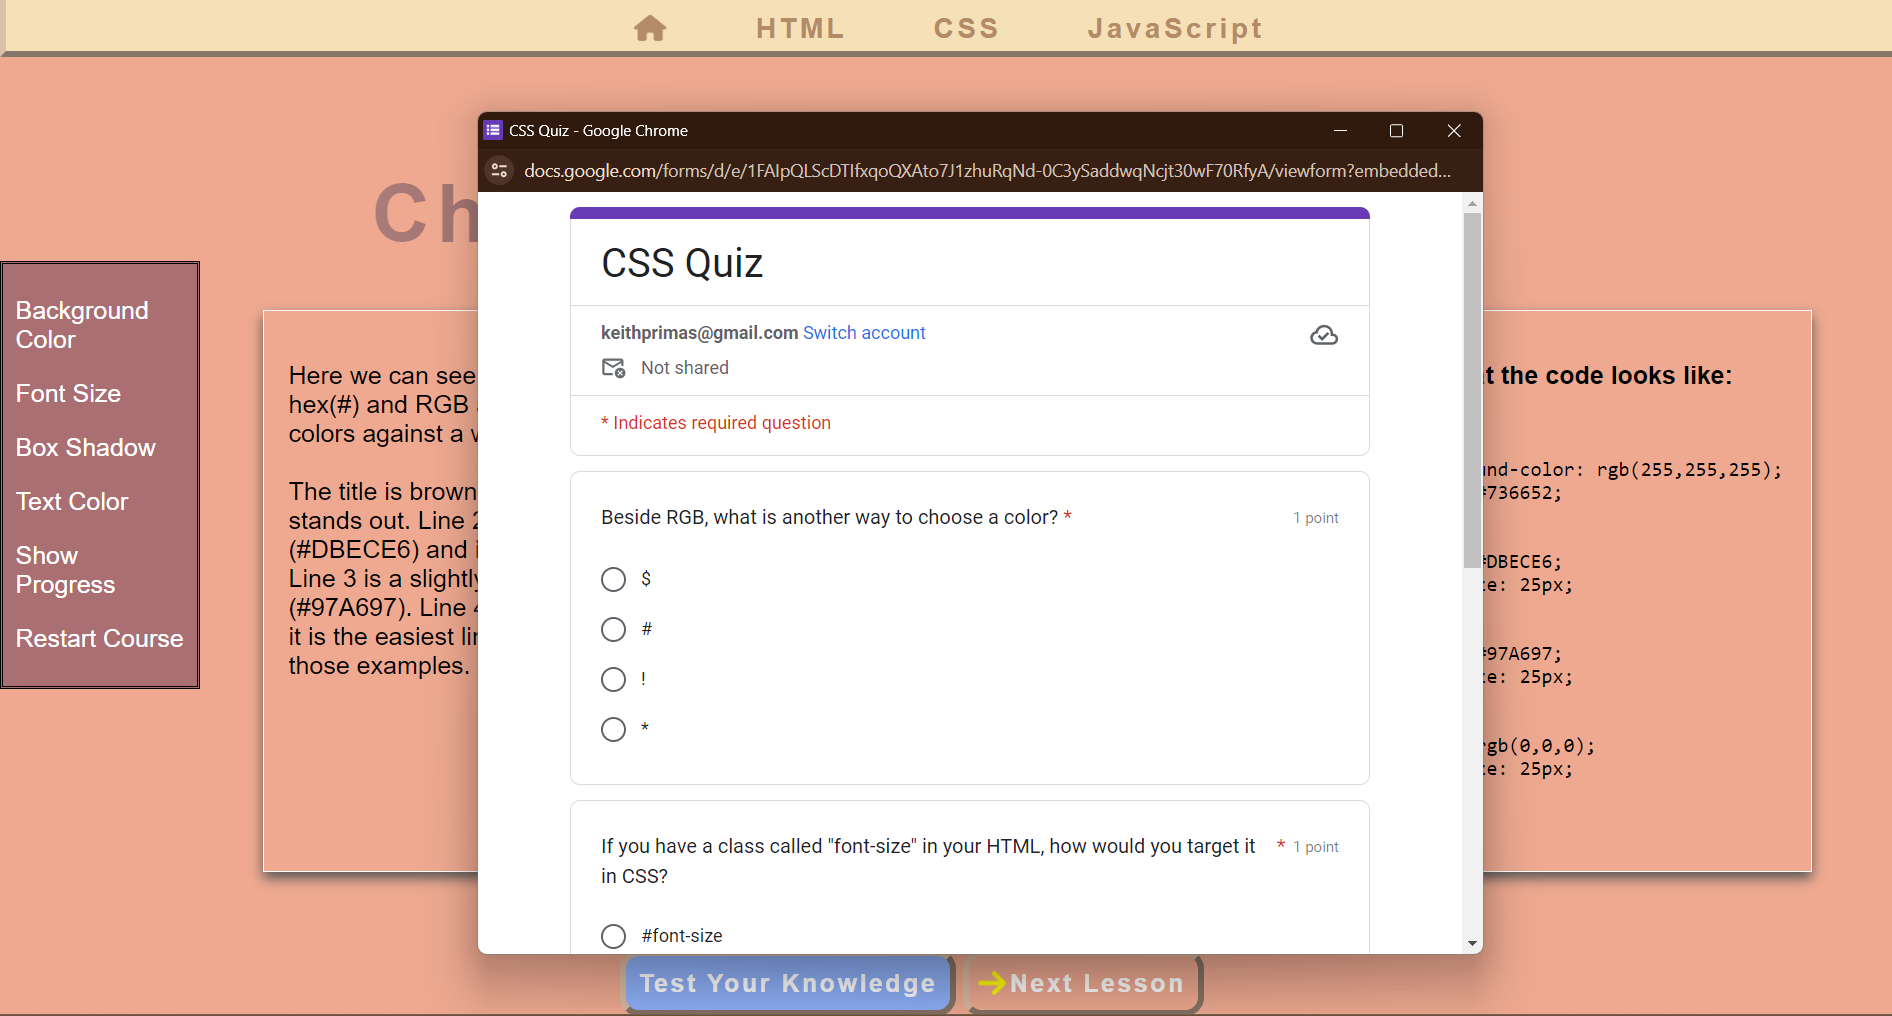 HTML CSS JavaScript
CSS Quiz - Google Chrome
docs.google.com/forms/d/e/1FAIpQLScDTIfxqoQXAto7J1zhuRqNd-0C3ySaddwqNcjt30wF70RfyA/viewform?embedded...
Ch
Background
Color
Font Size
Box Shadow
Text Color
Show
Progress
Restart Course
Here we can see
hex(#) and RGB
colors against a
The title is brown
stands out. Line
(#DBECE6) and
Line 3 is a slightly
(#97A697). Line
it is the easiest
those examples.
CSS Quiz
keithprimas@gmail.com Switch account
Not shared
* Indicates required question
Beside RGB, what is another way to choose a color? *
1 point
$
#
!
*
If you have a class called "font-size" in your HTML, how would you target it
in CSS?
* 1 point
#font-size
t the code looks like:
und-color: rgb(255,255,255);
#736652;
#DBECE6;
ze: 25px;
#97A697;
ze: 25px;
rgb(0,0,0);
ze: 25px;
Test Your Knowledge
Next Lesson